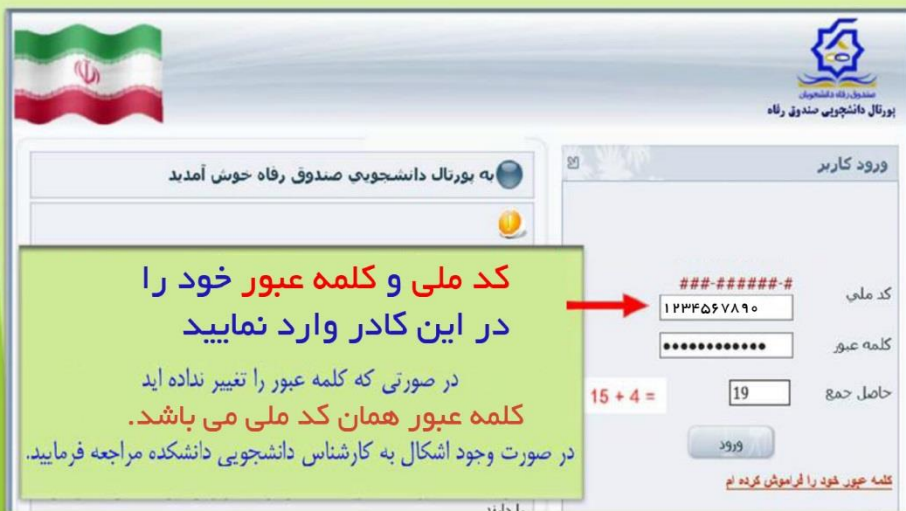 صندوق رفاه دانشجویان
پورتال دانشجویی صندوق رفاه
ورود کاربر
به پورتال دانشجویی صندوق رفاه خوش آمدید
کد ملی و کلمه عبور خود را
در این کادر وارد نمایید
در صورتی که کلمه عبور را تغییر نداده اید
کلمه عبور همان کد ملی می باشد.
در صورت وجود اشکال به کارشناس دانشجویی دانشکده مراجعه فرمایید.
###-######-#
کد ملي
۱۲۳۴۵۶۷۸۹۰
کلمه عبور
••••••••••••
حاصل جمع
19
15 + 4 =
ورود
کلمه عبور خود را فراموش کرده ام